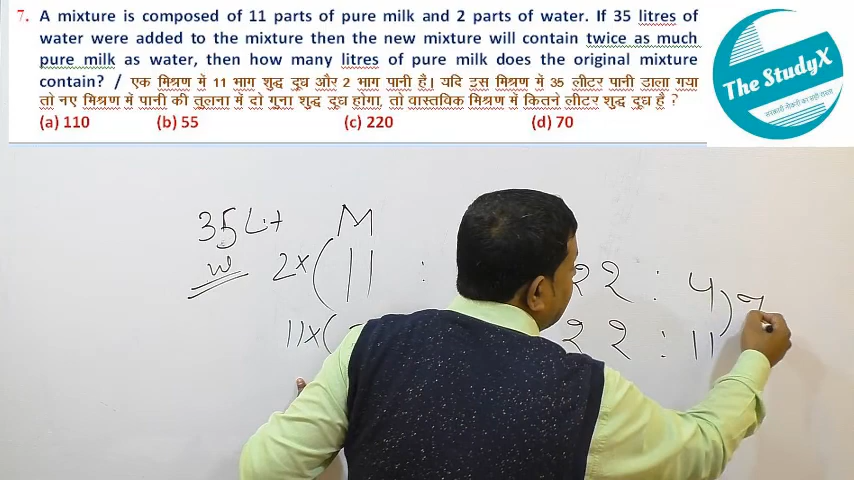 7. A mixture is composed of 11 parts of pure milk and 2 parts of water. If 35 litres of
water were added to the mixture then the new mixture will contain twice as much
pure milk as water, then how many litres of pure milk does the original mixture
contain? / एक मिश्रण में 11 भाग शुद्ध दूध और 2 भाग पानी है। यदि इस मिश्रण में 35 लीटर पानी डाला गया
तो नए मिश्रण में पानी की तुलना में दो गुना शुद्ध दूध होगा, तो वास्तविक मिश्रण में कितने लीटर शुद्ध दूध है ?
(a) 110 (b) 55 (c) 220 (d) 70
The StudyX
35 Lit M
w 2×( 11 : 22 : 4
11×( 22 : 11 )